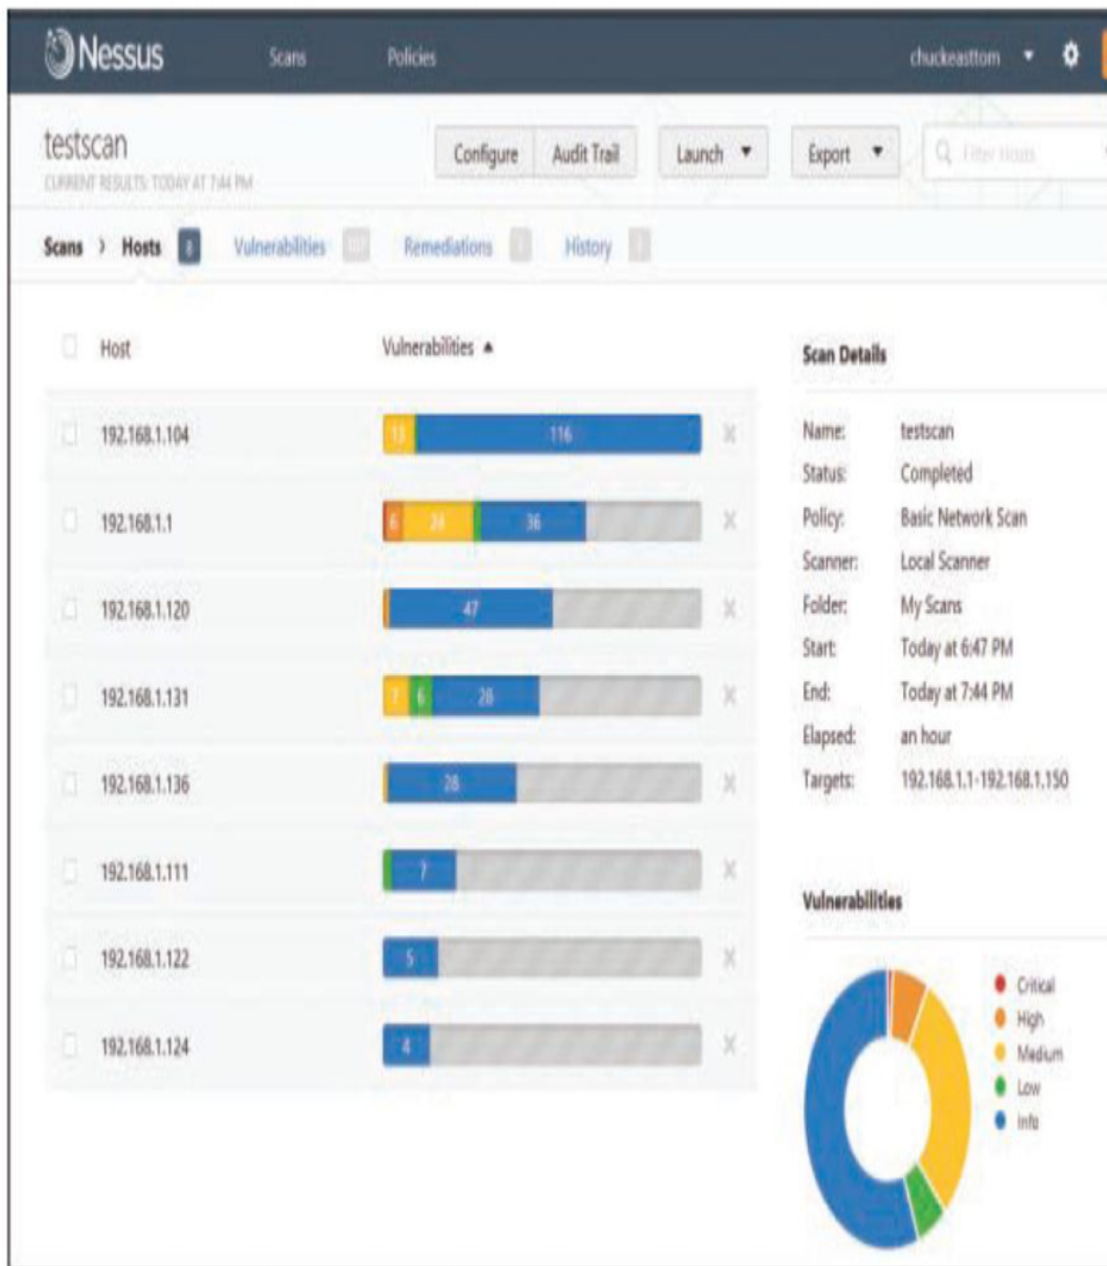 Nessus Scans Policies chuckeasttom
testscan
CURRENT RESULTS: TODAY AT 7:44 PM
Configure Audit Trail Launch Export Filter Hosts
Scans > Hosts 8 Vulnerabilities Remediations History
Host Vulnerabilities
192.168.1.104 13 116
192.168.1.1 6 24 36
192.168.1.120 47
192.168.1.131 7 6 28
192.168.1.136 28
192.168.1.111 7
192.168.1.122 5
192.168.1.124 4
Scan Details
Name: testscan
Status: Completed
Policy: Basic Network Scan
Scanner: Local Scanner
Folder: My Scans
Start: Today at 6:47 PM
End: Today at 7:44 PM
Elapsed: an hour
Targets: 192.168.1.1-192.168.1.150
Vulnerabilities
Critical
High
Medium
Low
Info